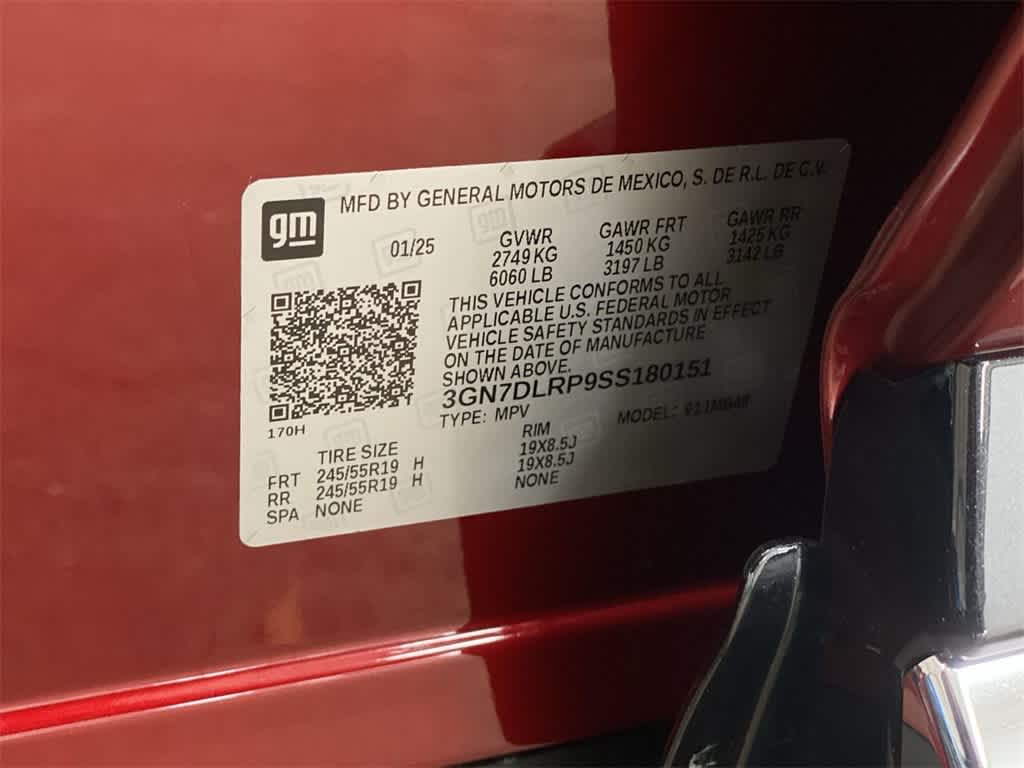 MFD BY GENERAL MOTORS DE MEXICO, S. DE R.L. DE C.V.
gm
01/25
GVWR
2749 KG
6060 LB
GAWR FRT
1450 KG
3197 LB
GAWR RR
1425 KG
3142 LB
THIS VEHICLE CONFORMS TO ALL
APPLICABLE U.S. FEDERAL MOTOR
VEHICLE SAFETY STANDARDS IN EFFECT
ON THE DATE OF MANUFACTURE
SHOWN ABOVE.
3GN7DLRP9SS180151
TYPE: MPV
MODEL:
170H
TIRE SIZE
RIM
FRT 245/55R19 H 19X8.5J
RR 245/55R19 H 19X8.5J
SPA NONE NONE